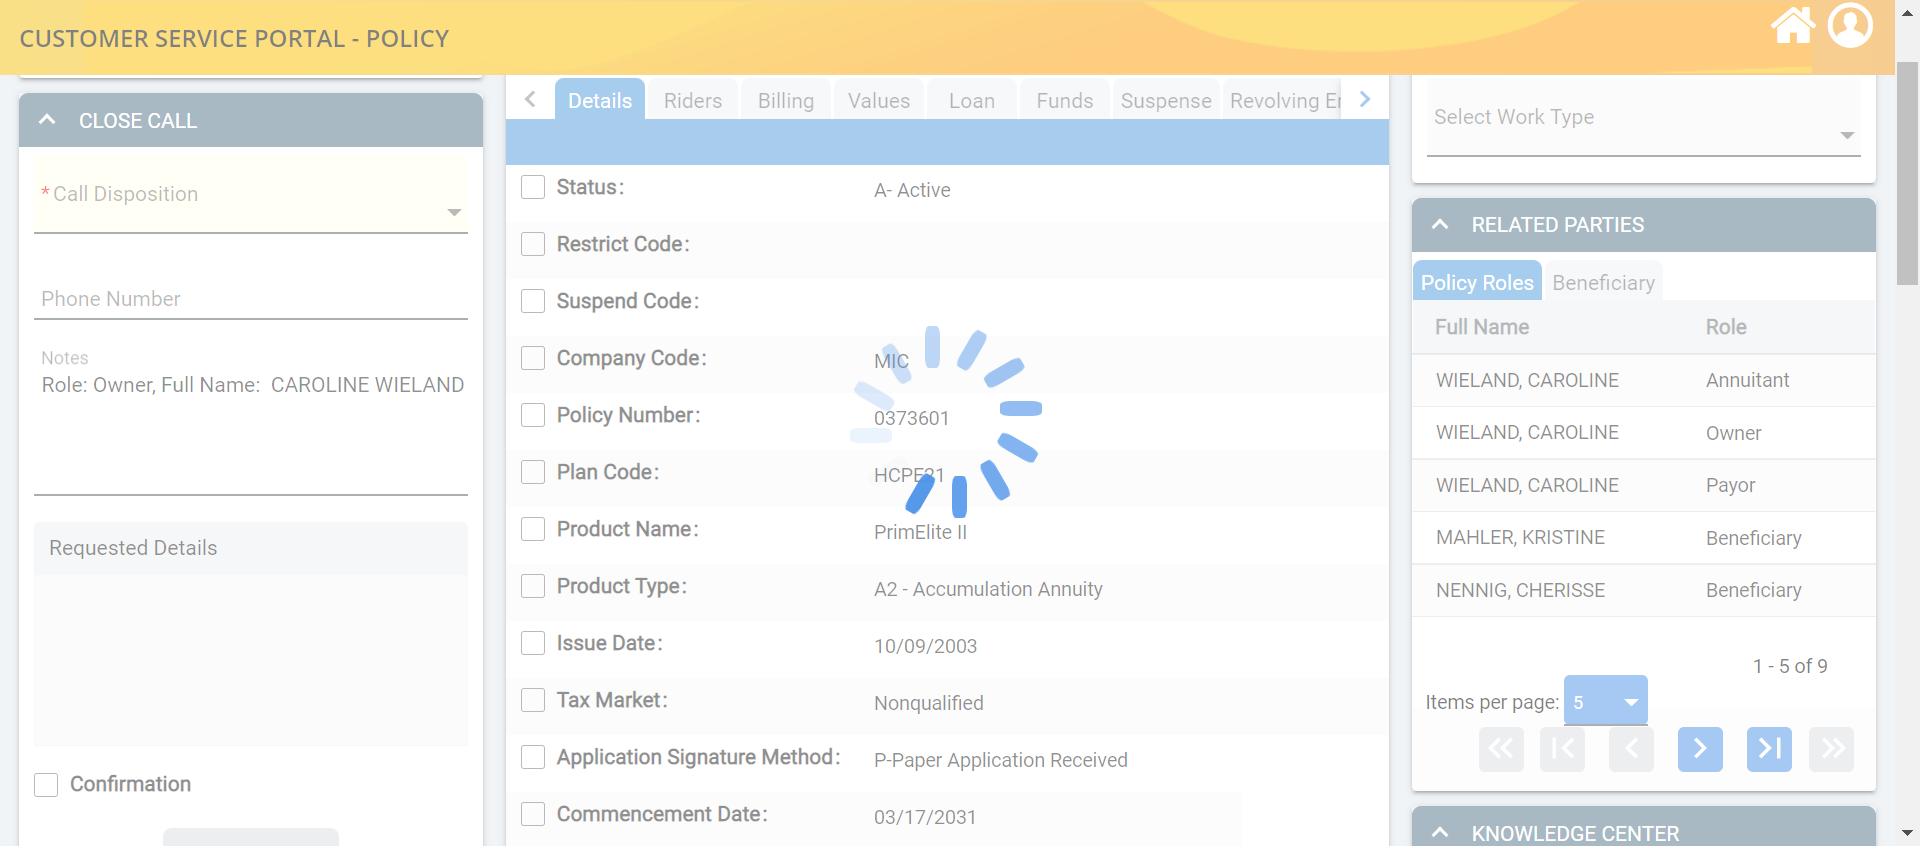 CUSTOMER SERVICE PORTAL - POLICY
CLOSE CALL
* Call Disposition
Phone Number
Notes
Role: Owner, Full Name:  CAROLINE WIELAND
Requested Details
Confirmation
Details Riders Billing Values Loan Funds Suspense Revolving Er
Status: A- Active
Restrict Code:
Suspend Code:
Company Code: MIC
Policy Number: 0373601
Plan Code: HCPE21
Product Name: PrimElite II
Product Type: A2 - Accumulation Annuity
Issue Date: 10/09/2003
Tax Market: Nonqualified
Application Signature Method: P-Paper Application Received
Commencement Date: 03/17/2031
Select Work Type
RELATED PARTIES
Policy Roles Beneficiary
Full Name Role
WIELAND, CAROLINE Annuitant
WIELAND, CAROLINE Owner
WIELAND, CAROLINE Payor
MAHLER, KRISTINE Beneficiary
NENNIG, CHERISSE Beneficiary
1 - 5 of 9
Items per page: 5
KNOWLEDGE CENTER